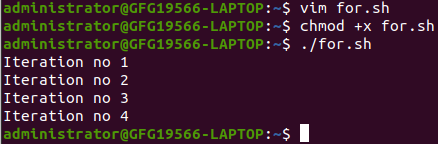 administrator@GFG19566-LAPTOP:~$ vim for.sh
administrator@GFG19566-LAPTOP:~$ chmod +x for.sh
administrator@GFG19566-LAPTOP:~$ ./for.sh
Iteration no 1
Iteration no 2
Iteration no 3
Iteration no 4
administrator@GFG19566-LAPTOP:~$